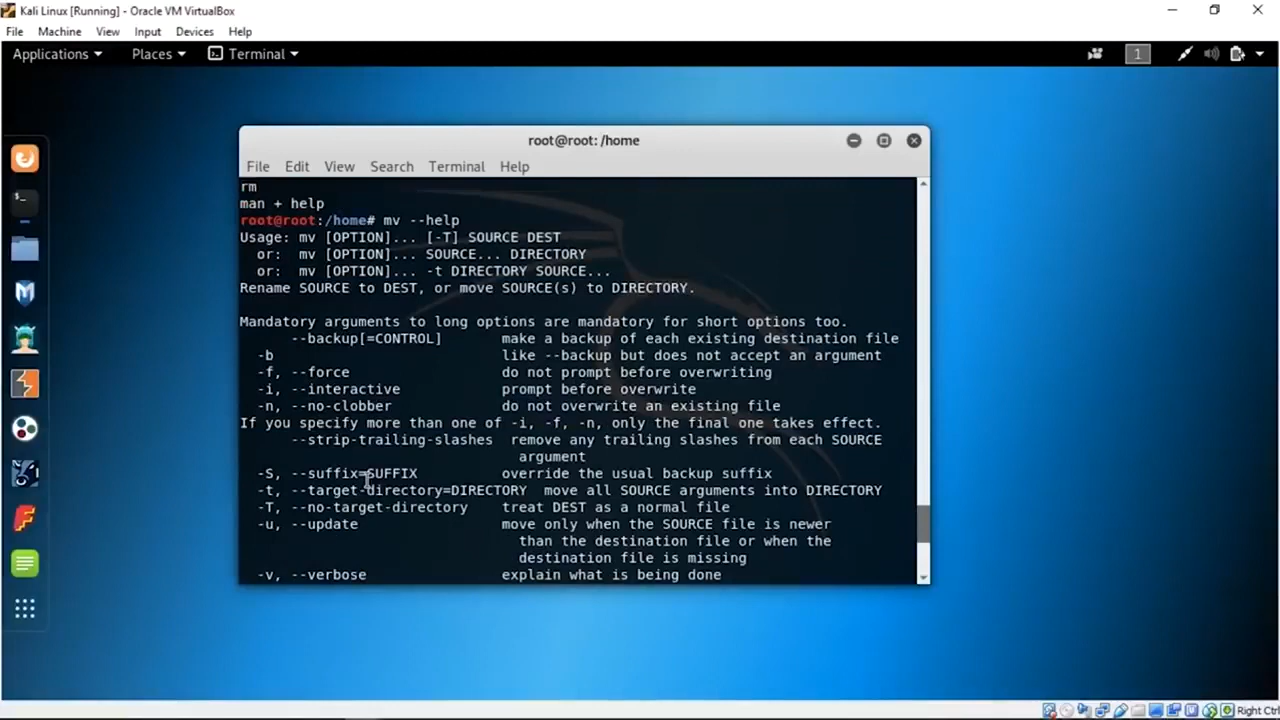 Kali Linux [Running] - Oracle VM VirtualBox
File Machine View Input Devices Help
Applications Places Terminal 1
root@root: /home
File Edit View Search Terminal Help
rm
man + help
root@root:/home# mv --help
Usage: mv [OPTION]... [-T] SOURCE DEST
or: mv [OPTION]... SOURCE... DIRECTORY
or: mv [OPTION]... -t DIRECTORY SOURCE...
Rename SOURCE to DEST, or move SOURCE(s) to DIRECTORY.
Mandatory arguments to long options are mandatory for short options too.
--backup[=CONTROL] make a backup of each existing destination file
-b like --backup but does not accept an argument
-f, --force do not prompt before overwriting
-i, --interactive prompt before overwrite
-n, --no-clobber do not overwrite an existing file
If you specify more than one of -i, -f, -n, only the final one takes effect.
--strip-trailing-slashes remove any trailing slashes from each SOURCE
argument
-S, --suffix=SUFFIX override the usual backup suffix
-t, --target-directory=DIRECTORY move all SOURCE arguments into DIRECTORY
-T, --no-target-directory treat DEST as a normal file
-u, --update move only when the SOURCE file is newer
than the destination file or when the
destination file is missing
-v, --verbose explain what is being done
Right Ctrl